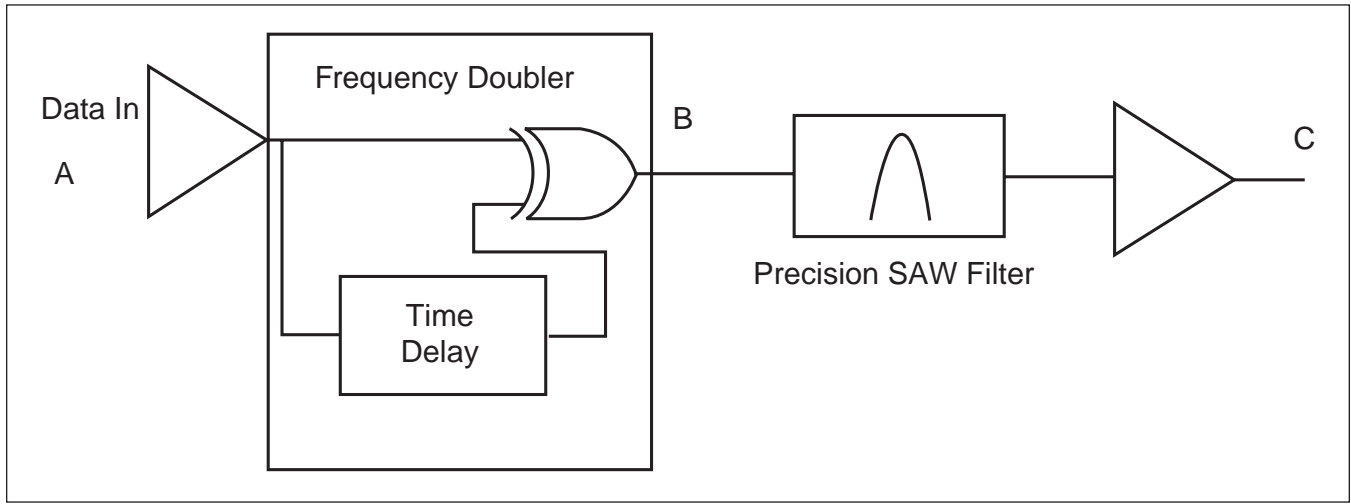 Frequency Doubler
Data In
A
B
C
Precision SAW Filter
Time
Delay